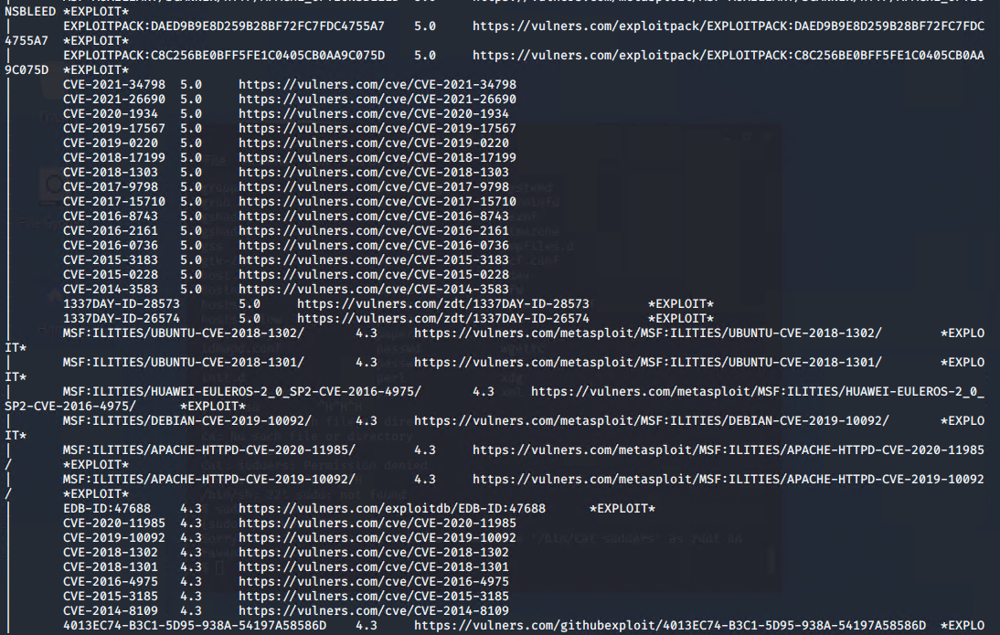 NSBLEED *EXPLOIT*
| EXPLOITPACK:DAED9B9E8D259B28BF72FC7FDC4755A7 5.0 https://vulners.com/exploitpack/EXPLOITPACK:DAED9B9E8D259B28BF72FC7FDC
4755A7 *EXPLOIT*
| EXPLOITPACK:C8C256BE0BFF5FE1C0405CB0AA9C075D 5.0 https://vulners.com/exploitpack/EXPLOITPACK:C8C256BE0BFF5FE1C0405CB0AA
9C075D *EXPLOIT*
| CVE-2021-34798 5.0 https://vulners.com/cve/CVE-2021-34798
| CVE-2021-26690 5.0 https://vulners.com/cve/CVE-2021-26690
| CVE-2020-1934 5.0 https://vulners.com/cve/CVE-2020-1934
| CVE-2019-17567 5.0 https://vulners.com/cve/CVE-2019-17567
| CVE-2019-0220 5.0 https://vulners.com/cve/CVE-2019-0220
| CVE-2018-17199 5.0 https://vulners.com/cve/CVE-2018-17199
| CVE-2018-1303 5.0 https://vulners.com/cve/CVE-2018-1303
| CVE-2017-9798 5.0 https://vulners.com/cve/CVE-2017-9798
| CVE-2017-15710 5.0 https://vulners.com/cve/CVE-2017-15710
| CVE-2016-8743 5.0 https://vulners.com/cve/CVE-2016-8743
| CVE-2016-2161 5.0 https://vulners.com/cve/CVE-2016-2161
| CVE-2016-0736 5.0 https://vulners.com/cve/CVE-2016-0736
| CVE-2015-3183 5.0 https://vulners.com/cve/CVE-2015-3183
| CVE-2015-0228 5.0 https://vulners.com/cve/CVE-2015-0228
| CVE-2014-3583 5.0 https://vulners.com/cve/CVE-2014-3583
| 1337DAY-ID-28573 5.0 https://vulners.com/zdt/1337DAY-ID-28573 *EXPLOIT*
| 1337DAY-ID-26574 5.0 https://vulners.com/zdt/1337DAY-ID-26574 *EXPLOIT*
| MSF:ILITIES/UBUNTU-CVE-2018-1302/ 4.3 https://vulners.com/metasploit/MSF:ILITIES/UBUNTU-CVE-2018-1302/ *EXPLO
IT*
| MSF:ILITIES/UBUNTU-CVE-2018-1301/ 4.3 https://vulners.com/metasploit/MSF:ILITIES/UBUNTU-CVE-2018-1301/ *EXPLO
IT*
| MSF:ILITIES/HUAWEI-EULEROS-2_0_SP2-CVE-2016-4975/ 4.3 https://vulners.com/metasploit/MSF:ILITIES/HUAWEI-EULEROS-2_0_
SP2-CVE-2016-4975/ *EXPLOIT*
| MSF:ILITIES/DEBIAN-CVE-2019-10092/ 4.3 https://vulners.com/metasploit/MSF:ILITIES/DEBIAN-CVE-2019-10092/ *EXPLO
IT*
| MSF:ILITIES/APACHE-HTTPD-CVE-2020-11985/ 4.3 https://vulners.com/metasploit/MSF:ILITIES/APACHE-HTTPD-CVE-2020-11985
/ *EXPLOIT*
| MSF:ILITIES/APACHE-HTTPD-CVE-2019-10092/ 4.3 https://vulners.com/metasploit/MSF:ILITIES/APACHE-HTTPD-CVE-2019-10092
/ *EXPLOIT*
| EDB-ID:47688 4.3 https://vulners.com/exploitdb/EDB-ID:47688 *EXPLOIT*
| CVE-2020-11985 4.3 https://vulners.com/cve/CVE-2020-11985
| CVE-2019-10092 4.3 https://vulners.com/cve/CVE-2019-10092
| CVE-2018-1302 4.3 https://vulners.com/cve/CVE-2018-1302
| CVE-2018-1301 4.3 https://vulners.com/cve/CVE-2018-1301
| CVE-2016-4975 4.3 https://vulners.com/cve/CVE-2016-4975
| CVE-2015-3185 4.3 https://vulners.com/cve/CVE-2015-3185
| CVE-2014-8109 4.3 https://vulners.com/cve/CVE-2014-8109
| 4013EC74-B3C1-5D95-938A-54197A58586D 4.3 https://vulners.com/githubexploit/4013EC74-B3C1-5D95-938A-54197A58586D *EXPLO